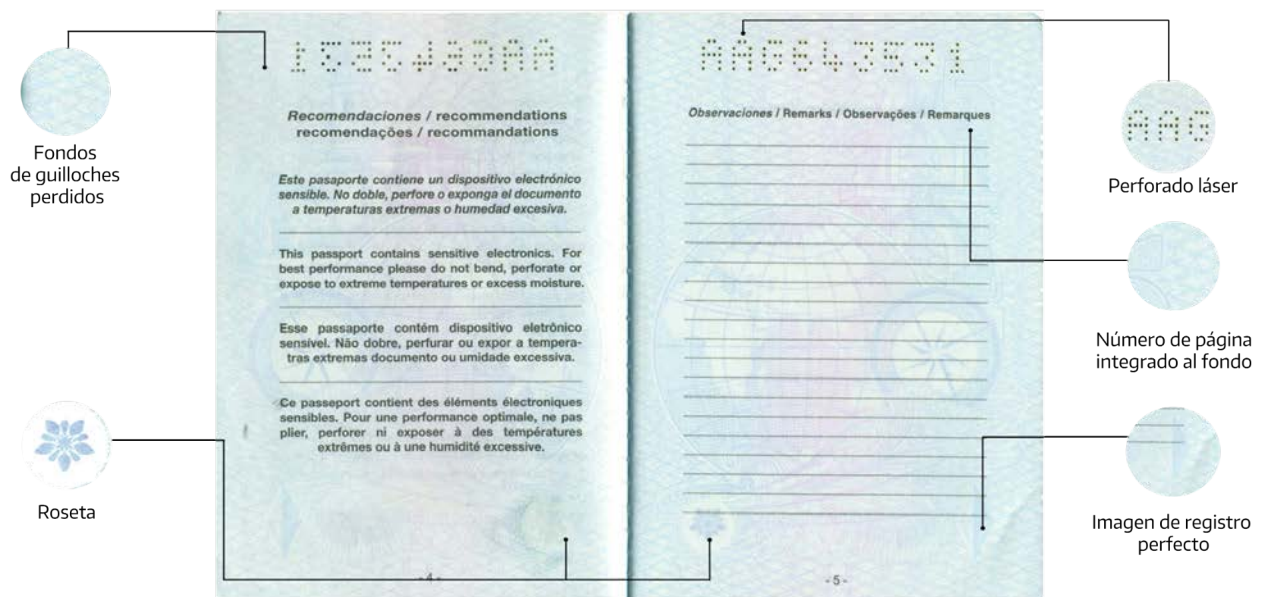 AAG643531
Recomendaciones / recommendations
recomendações / recommandations
Este pasaporte contiene un dispositivo electrónico
sensible. No doble, perfore o exponga el documento
a temperaturas extremas o humedad excesiva.
This passport contains sensitive electronics. For
best performance please do not bend, perforate or
expose to extreme temperatures or excess moisture.
Esse passaporte contém dispositivo eletrônico
sensível. Não dobre, perfurar ou expor a tempera-
tras extremas documento ou umidade excessiva.
Ce passeport contient des éléments électroniques
sensibles. Pour une performance optimale, ne pas
plier, perforer ni exposer à des températures
extrêmes ou à une humidité excessive.
- 4 -
AAG643531
Observaciones / Remarks / Observações / Remarques
- 5 -
Fondos
de guilloches
perdidos
Roseta
AAG
Perforado láser
Número de página
integrado al fondo
Imagen de registro
perfecto